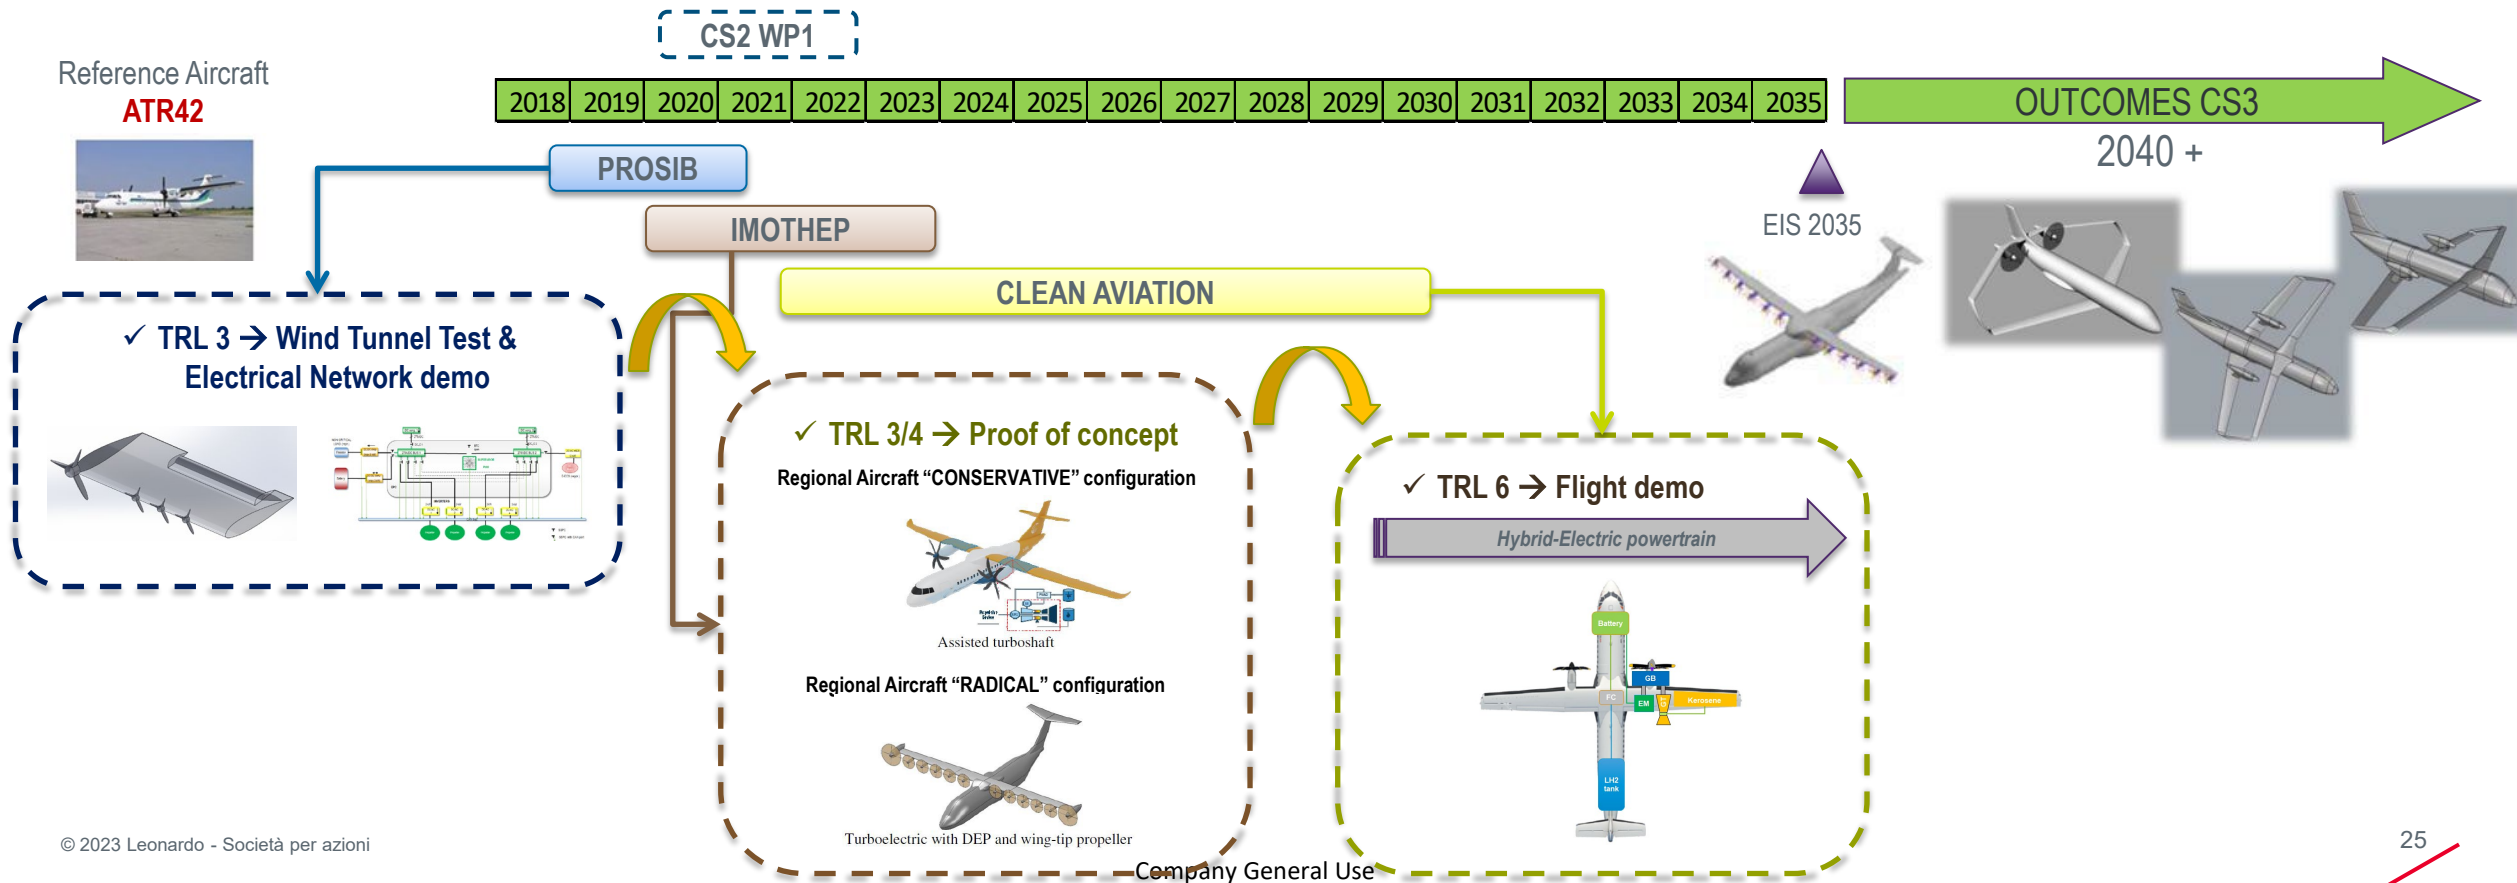 CS2 WP1
Reference Aircraft
ATR42
2018 2019 2020 2021 2022 2023 2024 2025 2026 2027 2028 2029 2030 2031 2032 2033 2034 2035
OUTCOMES CS3
2040 +
PROSIB
IMOTHEP
EIS 2035
CLEAN AVIATION
✓ TRL 3 → Wind Tunnel Test &
Electrical Network demo
✓ TRL 3/4 → Proof of concept
Regional Aircraft “CONSERVATIVE” configuration
Assisted turboshaft
Regional Aircraft “RADICAL” configuration
Turboelectric with DEP and wing-tip propeller
✓ TRL 6 → Flight demo
Hybrid-Electric powertrain
Battery
GB
FC
EM
Kerosene
LH2
tank
© 2023 Leonardo - Società per azioni
Company General Use
25